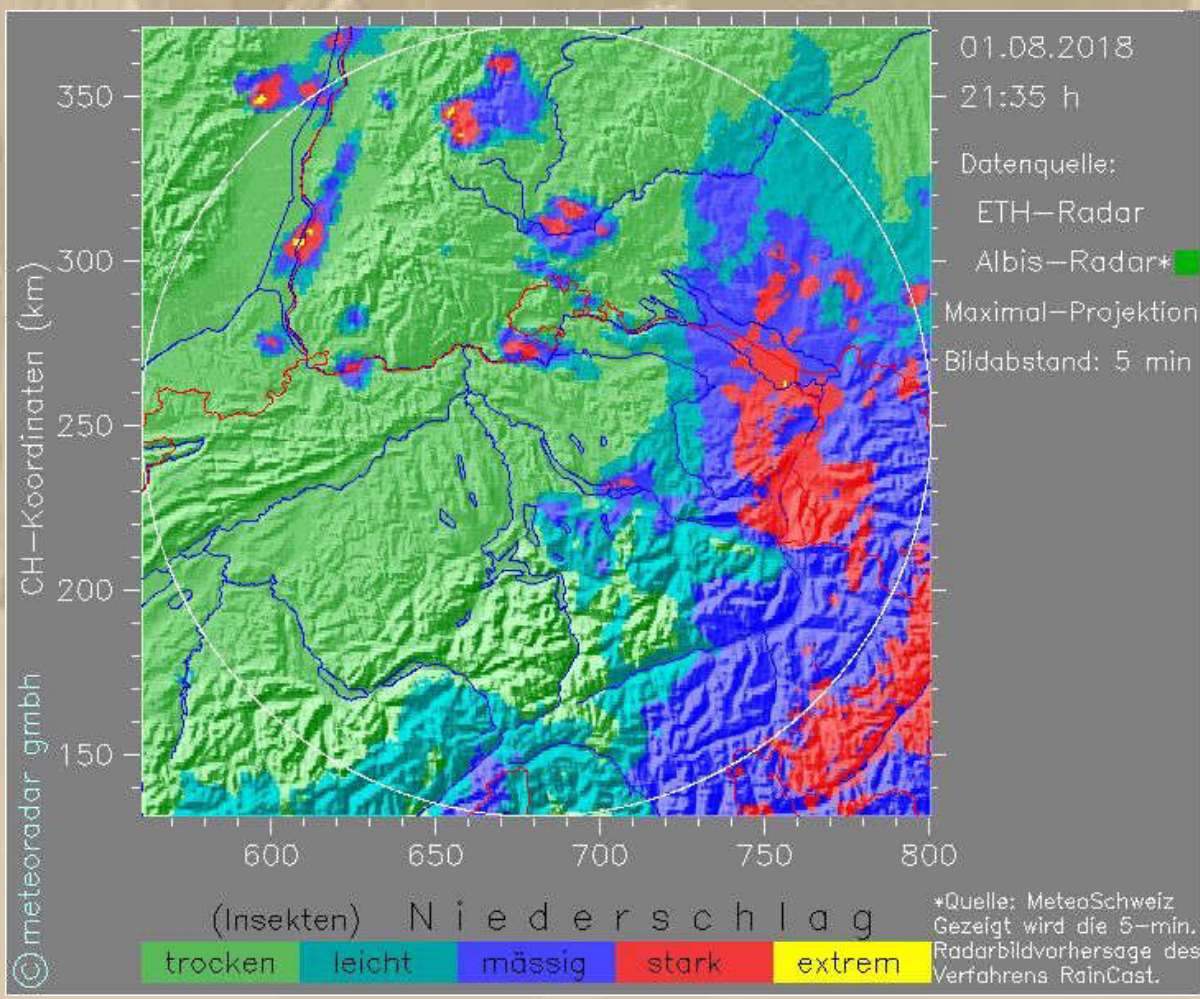 01.08.2018
21:35 h
Datenquelle:
ETH-Radar
Albis-Radar*
Maximal-Projektion
Bildabstand: 5 min
CH-Koordinaten (km)
350
300
250
200
150
600 650 700 750 800
© meteoradar gmbh
(Insekten) Niederschlag
trocken leicht mässig stark extrem
*Quelle: MeteoSchweiz
Gezeigt wird die 5-min.
Radarbildvorhersage des
Verfahrens RainCast.